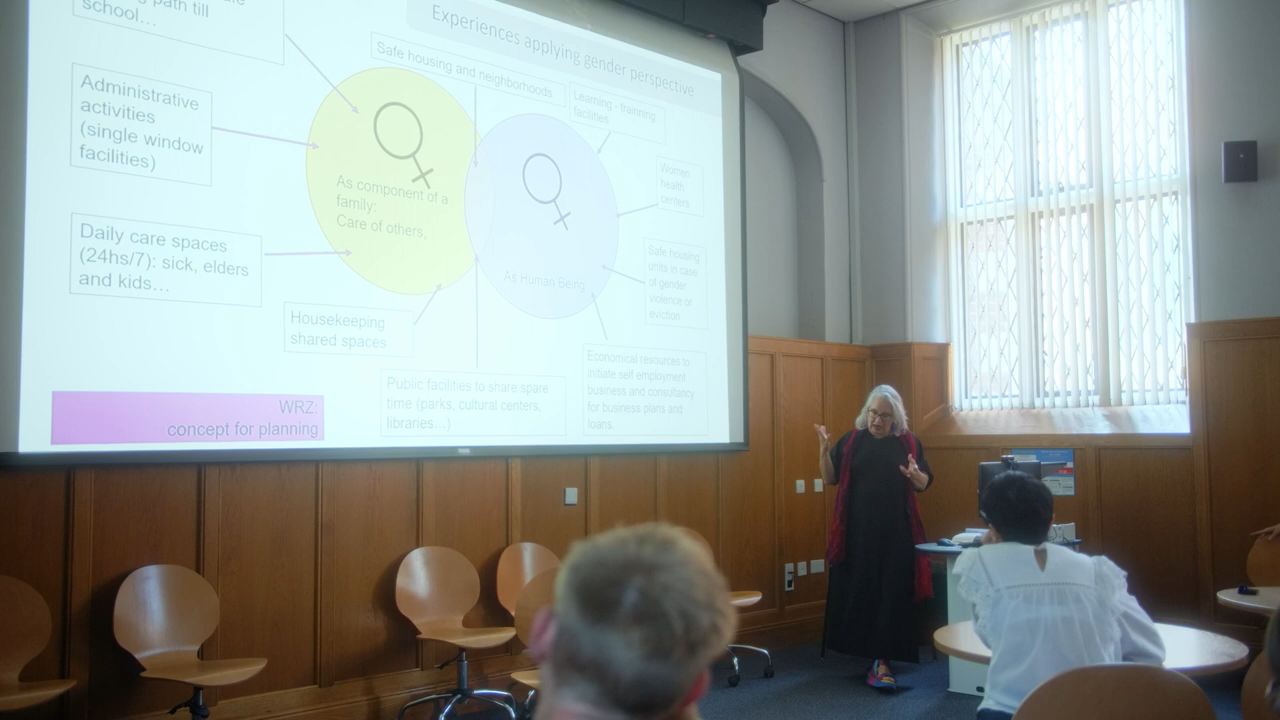 path till
school…
Experiences applying gender perspective
Safe housing and neighborhoods
Administrative
activities
(single window
facilities)
Learning - trainning
facilities
As component of a
family:
Care of others,
Women
health
centers
As Human Being
Daily care spaces
(24hs/7): sick, elders
and kids…
Safe housing
units in case
of gender
violence or
eviction
Housekeeping
shared spaces
Public facilities to share spare
time (parks, cultural centers,
libraries…)
Economical resources to
initiate self employment
business and consultancy
for business plans and
loans.
WRZ:
concept for planning